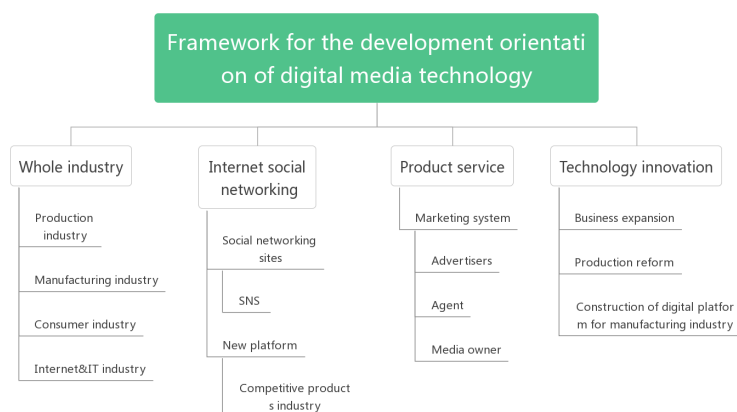 Framework for the development orientati
on of digital media technology
Whole industry
Production
industry
Manufacturing industry
Consumer industry
Internet&IT industry
Internet social
networking
Social networking
sites
SNS
New platform
Competitive product
s industry
Product service
Marketing system
Advertisers
Agent
Media owner
Technology innovation
Business expansion
Production reform
Construction of digital platfor
m for manufacturing industry